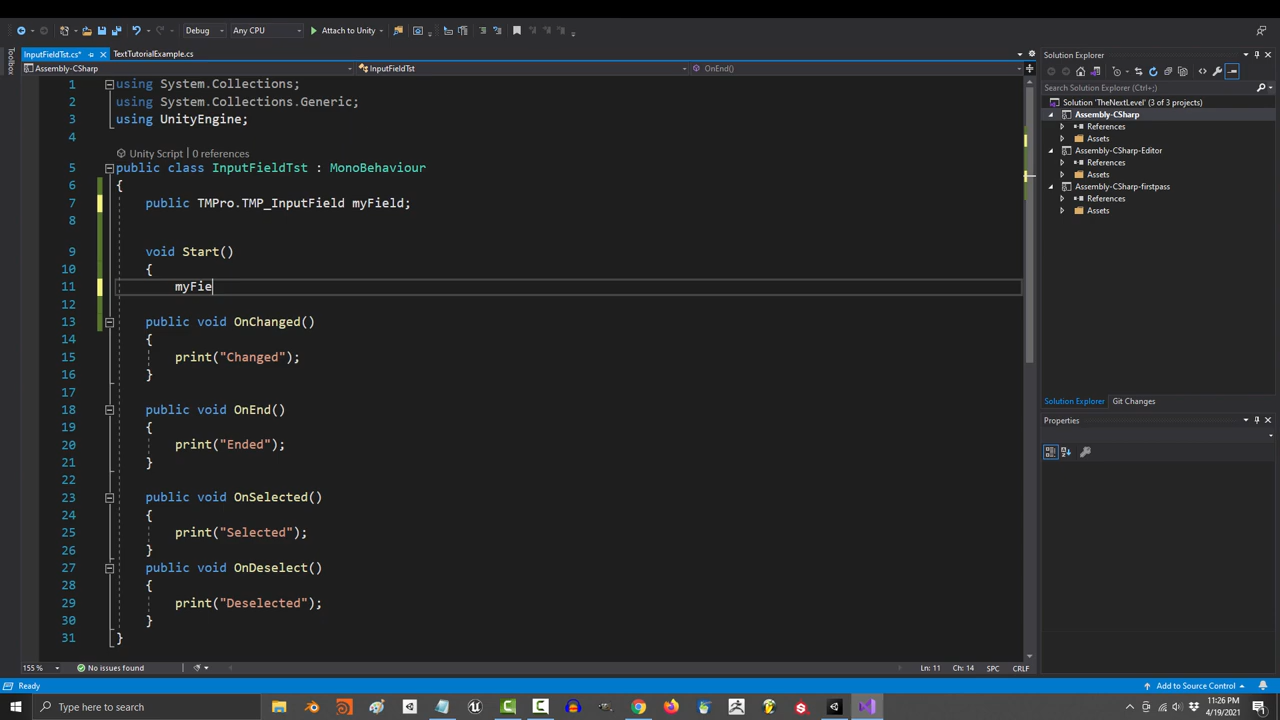 Debug
Any CPU
Attach to Unity
InputFieldTst.cs*
TextTutorialExample.cs
Toolbox
Assembly-CSharp
InputFieldTst
OnEnd()
1 using System.Collections;
2 using System.Collections.Generic;
3 using UnityEngine;
4
Unity Script | 0 references
5 public class InputFieldTst : MonoBehaviour
6 {
7 public TMPro.TMP_InputField myField;
8
9 void Start()
10 {
11 myFie
12
13 public void OnChanged()
14 {
15 print("Changed");
16 }
17
18 public void OnEnd()
19 {
20 print("Ended");
21 }
22
23 public void OnSelected()
24 {
25 print("Selected");
26 }
27 public void OnDeselect()
28 {
29 print("Deselected");
30 }
31 }
Solution Explorer
Search Solution Explorer (Ctrl+;)
Solution 'TheNextLevel' (3 of 3 projects)
Assembly-CSharp
References
Assets
Assembly-CSharp-Editor
References
Assets
Assembly-CSharp-firstpass
References
Assets
Solution Explorer
Git Changes
Properties
155 %
No issues found
Ln: 11
Ch: 14
SPC
CRLF
Ready
Add to Source Control
Type here to search
11:26 PM
4/19/2021